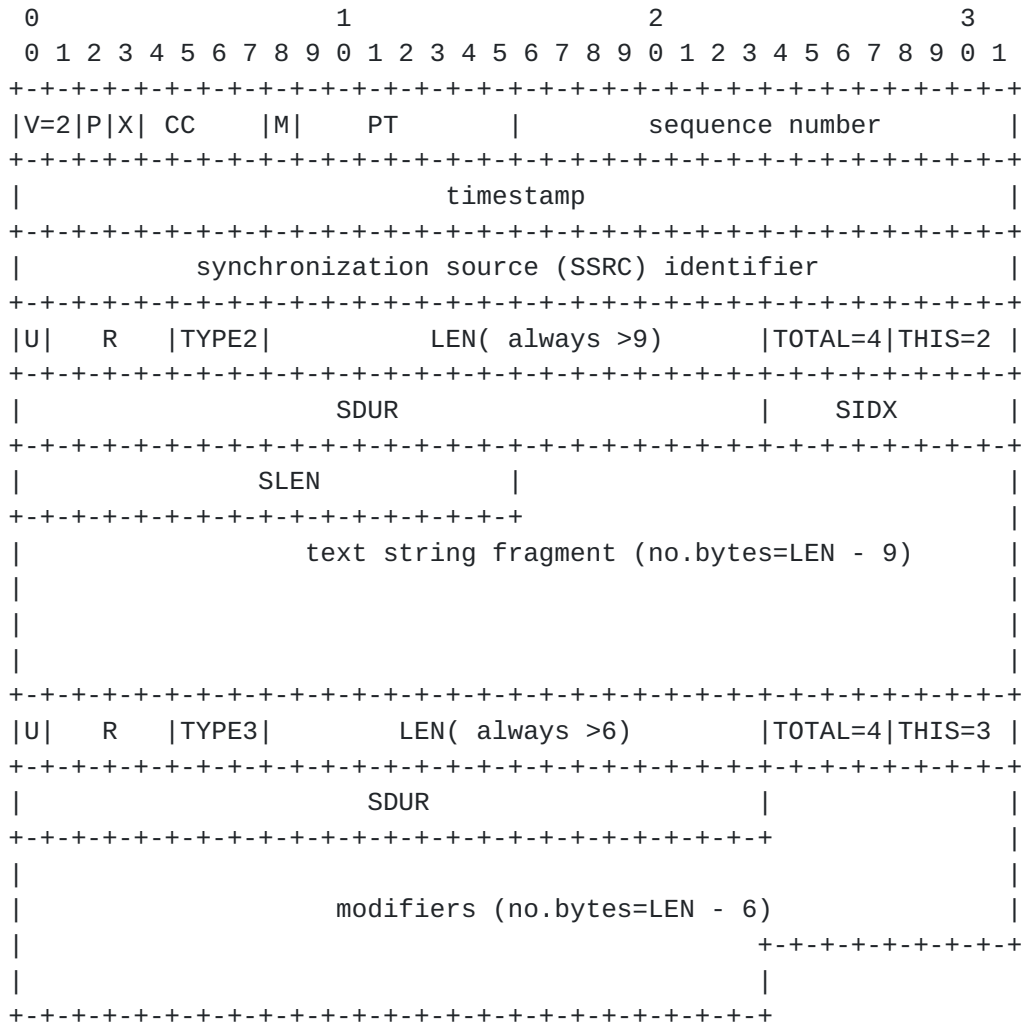 0                   1                   2                   3
 0 1 2 3 4 5 6 7 8 9 0 1 2 3 4 5 6 7 8 9 0 1 2 3 4 5 6 7 8 9 0 1
+-+-+-+-+-+-+-+-+-+-+-+-+-+-+-+-+-+-+-+-+-+-+-+-+-+-+-+-+-+-+-+-+
|V=2|P|X| CC    |M|    PT       |        sequence number        |
+-+-+-+-+-+-+-+-+-+-+-+-+-+-+-+-+-+-+-+-+-+-+-+-+-+-+-+-+-+-+-+-+
|                           timestamp                           |
+-+-+-+-+-+-+-+-+-+-+-+-+-+-+-+-+-+-+-+-+-+-+-+-+-+-+-+-+-+-+-+-+
|           synchronization source (SSRC) identifier            |
+-+-+-+-+-+-+-+-+-+-+-+-+-+-+-+-+-+-+-+-+-+-+-+-+-+-+-+-+-+-+-+-+
|U|   R   |TYPE2|          LEN( always >9)      |TOTAL=4|THIS=2 |
+-+-+-+-+-+-+-+-+-+-+-+-+-+-+-+-+-+-+-+-+-+-+-+-+-+-+-+-+-+-+-+-+
|                    SDUR                       |    SIDX       |
+-+-+-+-+-+-+-+-+-+-+-+-+-+-+-+-+-+-+-+-+-+-+-+-+-+-+-+-+-+-+-+-+
|               SLEN            |                               |
+-+-+-+-+-+-+-+-+-+-+-+-+-+-+-+-+                               |
|                  text string fragment (no.bytes=LEN - 9)      |
|                                                               |
|                                                               |
|                                                               |
+-+-+-+-+-+-+-+-+-+-+-+-+-+-+-+-+-+-+-+-+-+-+-+-+-+-+-+-+-+-+-+-+
|U|   R   |TYPE3|        LEN( always >6)        |TOTAL=4|THIS=3 |
+-+-+-+-+-+-+-+-+-+-+-+-+-+-+-+-+-+-+-+-+-+-+-+-+-+-+-+-+-+-+-+-+
|                      SDUR                     |               |
+-+-+-+-+-+-+-+-+-+-+-+-+-+-+-+-+-+-+-+-+-+-+-+-+               |
|                                                               |
|                    modifiers (no.bytes=LEN - 6)               |
|                                               +-+-+-+-+-+-+-+-+
|                                               |
+-+-+-+-+-+-+-+-+-+-+-+-+-+-+-+-+-+-+-+-+-+-+-+-+